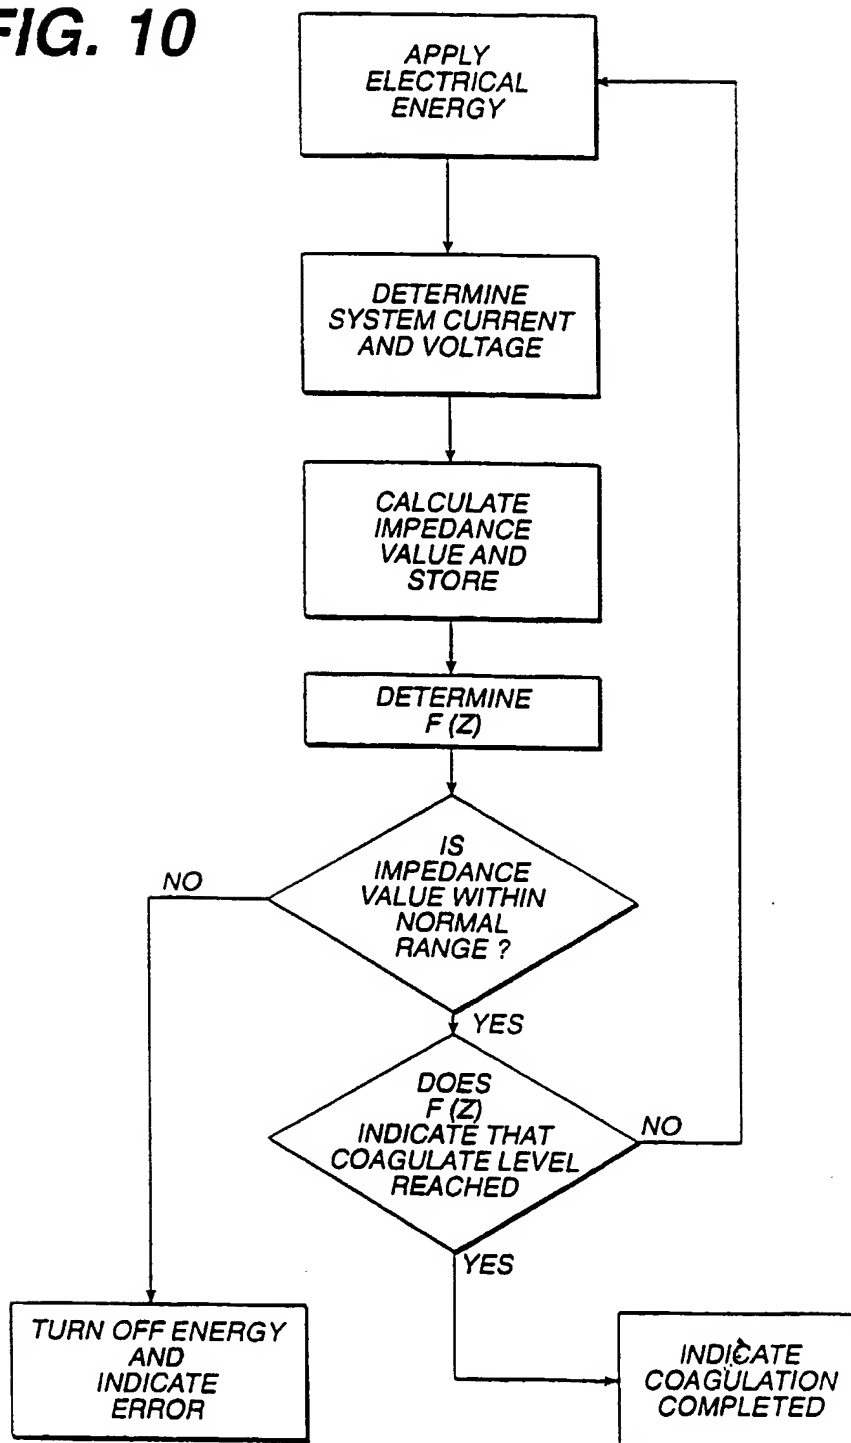 FIG. 10
APPLY
ELECTRICAL
ENERGY
DETERMINE
SYSTEM CURRENT
AND VOLTAGE
CALCULATE
IMPEDANCE
VALUE AND
STORE
DETERMINE
F (Z)
IS
IMPEDANCE
VALUE WITHIN
NORMAL
RANGE ?
NO
YES
DOES
F (Z)
INDICATE THAT
COAGULATE LEVEL
REACHED
NO
YES
TURN OFF ENERGY
AND
INDICATE
ERROR
INDICATE
COAGULATION
COMPLETED